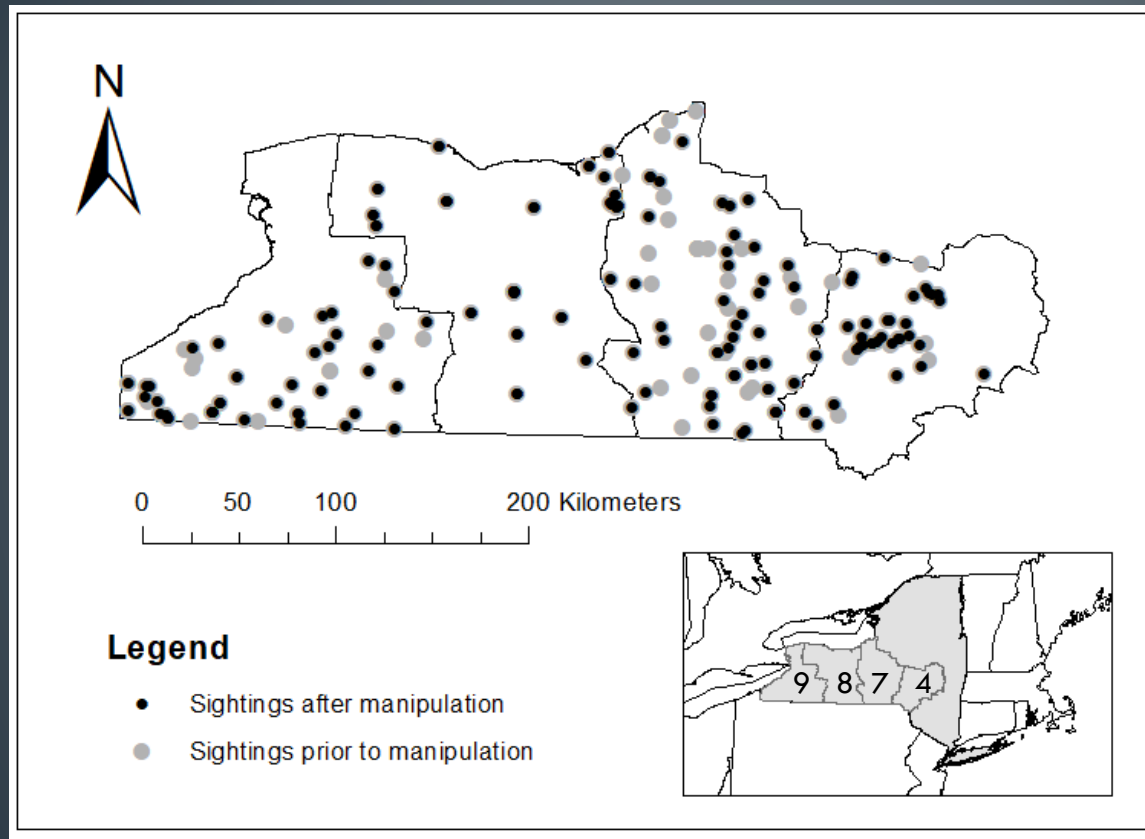 N
0 50 100 200 Kilometers
Legend
Sightings after manipulation
Sightings prior to manipulation
9 8 7 4